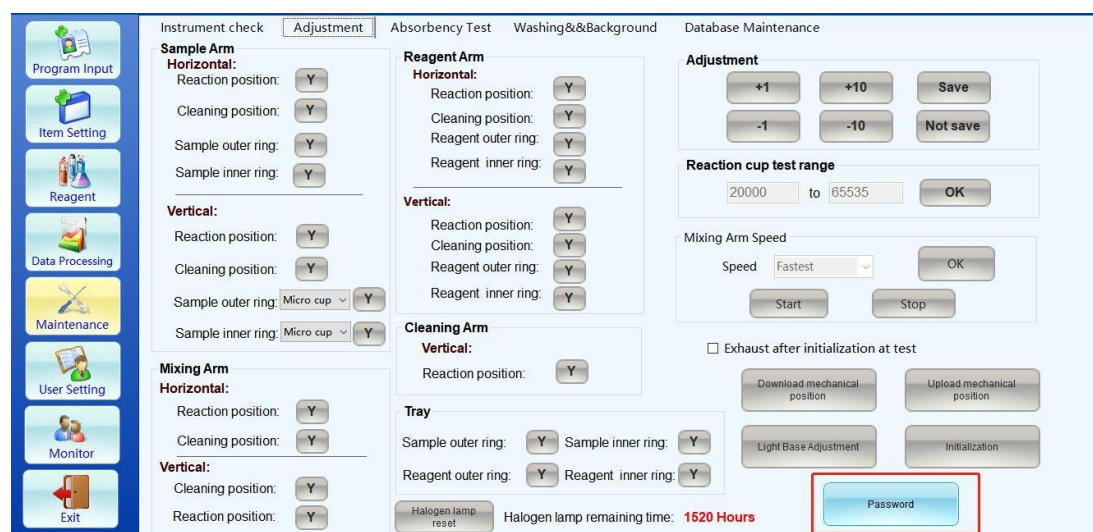 Program Input
Item Setting
Reagent
Data Processing
Maintenance
User Setting
Monitor
Exit
Instrument check Adjustment Absorbency Test Washing&&Background Database Maintenance
Sample Arm
Horizontal:
Reaction position: Y
Cleaning position: Y
Sample outer ring: Y
Sample inner ring: Y
Vertical:
Reaction position: Y
Cleaning position: Y
Sample outer ring: Micro cup Y
Sample inner ring: Micro cup Y
Mixing Arm
Horizontal:
Reaction position: Y
Cleaning position: Y
Vertical:
Cleaning position: Y
Reaction position: Y
Reagent Arm
Horizontal:
Reaction position: Y
Cleaning position: Y
Reagent outer ring: Y
Reagent inner ring: Y
Vertical:
Reaction position: Y
Cleaning position: Y
Reagent outer ring: Y
Reagent inner ring: Y
Cleaning Arm
Vertical:
Reaction position: Y
Tray
Sample outer ring: Y Sample inner ring: Y
Reagent outer ring: Y Reagent inner ring: Y
Halogen lamp
reset
Halogen lamp remaining time: 1520 Hours
Adjustment
+1 +10 Save
-1 -10 Not save
Reaction cup test range
20000 to 65535 OK
Mixing Arm Speed
Speed Fastest OK
Start Stop
Exhaust after initialization at test
Download mechanical
position
Upload mechanical
position
Light Base Adjustment Initialization
Password